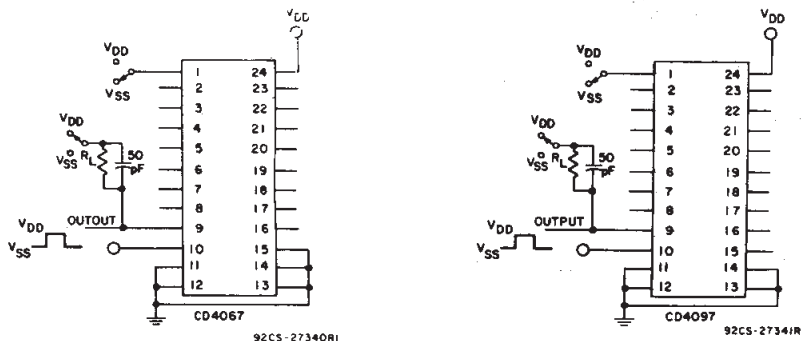 VDD
VDD
VSS
1 24
2 23
3 22
4 21
5 20
6 19
7 18
8 17
9 16
10 15
11 14
12 13
VDD
VSS
RL
50
pF
OUTOUT
VDD
VSS
CD4067
92CS-27340RI
VDD
VDD
VSS
1 24
2 23
3 22
4 21
5 20
6 19
7 18
8 17
9 16
10 15
11 14
12 13
VDD
VSS
RL
50
pF
OUTPUT
VDD
VSS
CD4097
92CS-27341R